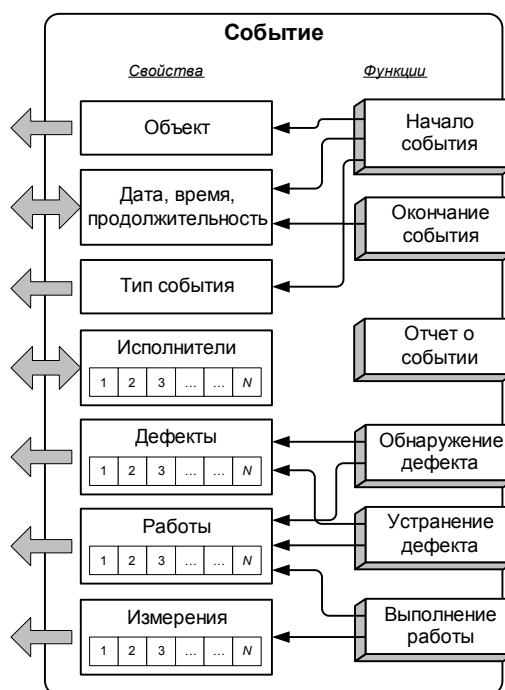 Событие
Свойства
Функции
Объект
Дата, время,
продолжительность
Тип события
Исполнители
1 2 3 ... ... N
Дефекты
1 2 3 ... ... N
Работы
1 2 3 ... ... N
Измерения
1 2 3 ... ... N
Начало
события
Окончание
события
Отчет о
событии
Обнаружение
дефекта
Устранение
дефекта
Выполнение
работы